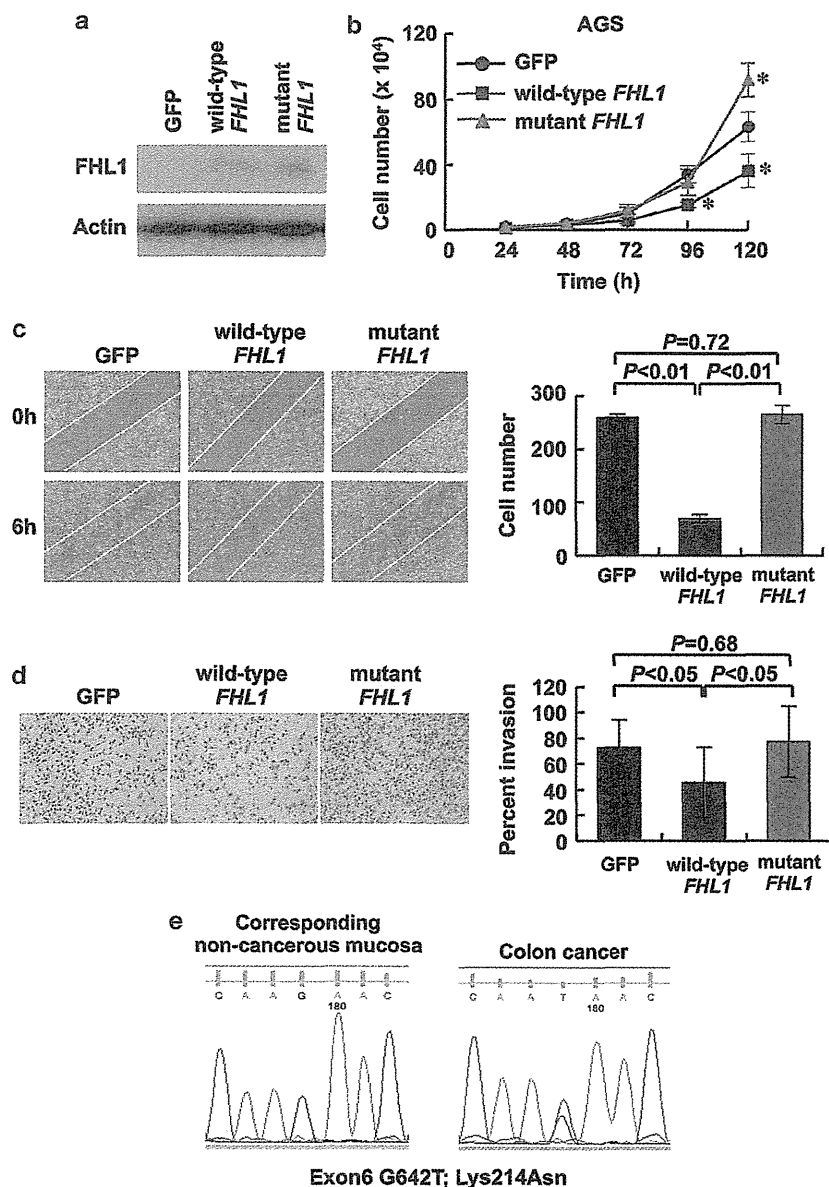 a
GFP
wild-type
FHL1
mutant
FHL1
FHL1
Actin
b
AGS
Cell number (x 10⁴)
120
80
40
0
GFP
wild-type FHL1
mutant FHL1
*
*
*
0 24 48 72 96 120
Time (h)
c
GFP
wild-type
FHL1
mutant
FHL1
0h
6h
P=0.72
P<0.01 P<0.01
Cell number
300
200
100
0
GFP
wild-type
FHL1
mutant
FHL1
d
GFP
wild-type
FHL1
mutant
FHL1
P=0.68
P<0.05 P<0.05
Percent invasion
120
100
80
60
40
20
0
GFP
wild-type
FHL1
mutant
FHL1
e
Corresponding
non-cancerous mucosa
C A A G A A C
180
Colon cancer
C A A T A A C
180
Exon6 G642T; Lys214Asn